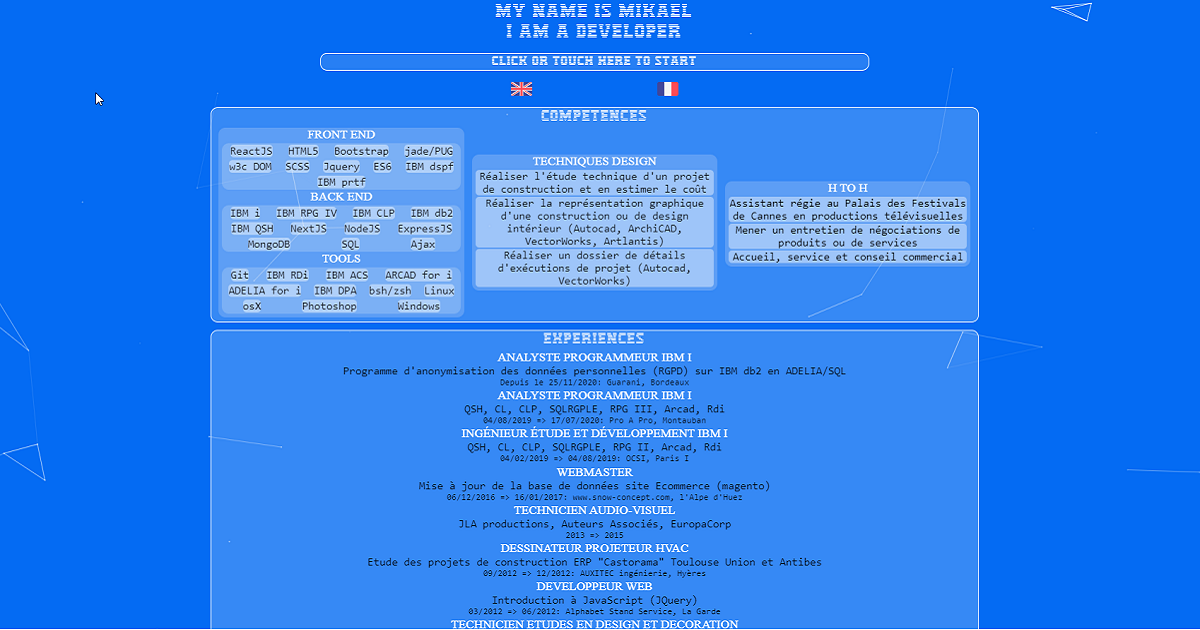 MY NAME IS MIKAEL
I AM A DEVELOPER
CLICK OR TOUCH HERE TO START
COMPETENCES
FRONT END
ReactJS HTML5 Bootstrap jade/PUG
w3c DOM SCSS Jquery ES6 IBM dspf
IBM prtf
BACK END
IBM i IBM RPG IV IBM CLP IBM db2
IBM QSH NextJS NodeJS ExpressJS
MongoDB SQL Ajax
TOOLS
Git IBM RDi IBM ACS ARCAD for i
ADELIA for i IBM DPA bsh/zsh Linux
osX Photoshop Windows
TECHNIQUES DESIGN
Réaliser l'étude technique d'un projet
de construction et en estimer le coût
Réaliser la représentation graphique
d'une construction ou de design
intérieur (Autocad, ArchiCAD,
VectorWorks, Artlantis)
Réaliser un dossier de détails
d'exécutions de projet (Autocad,
VectorWorks)
H TO H
Assistant régie au Palais des Festivals
de Cannes en productions télévisuelles
Mener un entretien de négociations de
produits ou de services
Accueil, service et conseil commercial
EXPERIENCES
ANALYSTE PROGRAMMEUR IBM I
Programme d'anonymisation des données personnelles (RGPD) sur IBM db2 en ADELIA/SQL
Depuis le 25/11/2020: Guarani, Bordeaux
ANALYSTE PROGRAMMEUR IBM I
QSH, CL, CLP, SQLRGPLE, RPG III, Arcad, Rdi
04/08/2019 => 17/07/2020: Pro A Pro, Montauban
INGÉNIEUR ÉTUDE ET DÉVELOPPEMENT IBM I
QSH, CL, CLP, SQLRGPLE, RPG II, Arcad, Rdi
04/02/2019 => 04/08/2019: OCSI, Paris I
WEBMASTER
Mise à jour de la base de données site Ecommerce (magento)
06/12/2016 => 16/01/2017: www.snow-concept.com, l'Alpe d'Huez
TECHNICIEN AUDIO-VISUEL
JLA productions, Auteurs Associés, EuropaCorp
2013 => 2015
DESSINATEUR PROJETEUR HVAC
Etude des projets de construction ERP "Castorama" Toulouse Union et Antibes
09/2012 => 12/2012: AUXITEC ingénierie, Hyères
DEVELOPPEUR WEB
Introduction à JavaScript (JQuery)
03/2012 => 06/2012: Alphabet Stand Service, La Garde
TECHNICIEN ETUDES EN DESIGN ET DECORATION